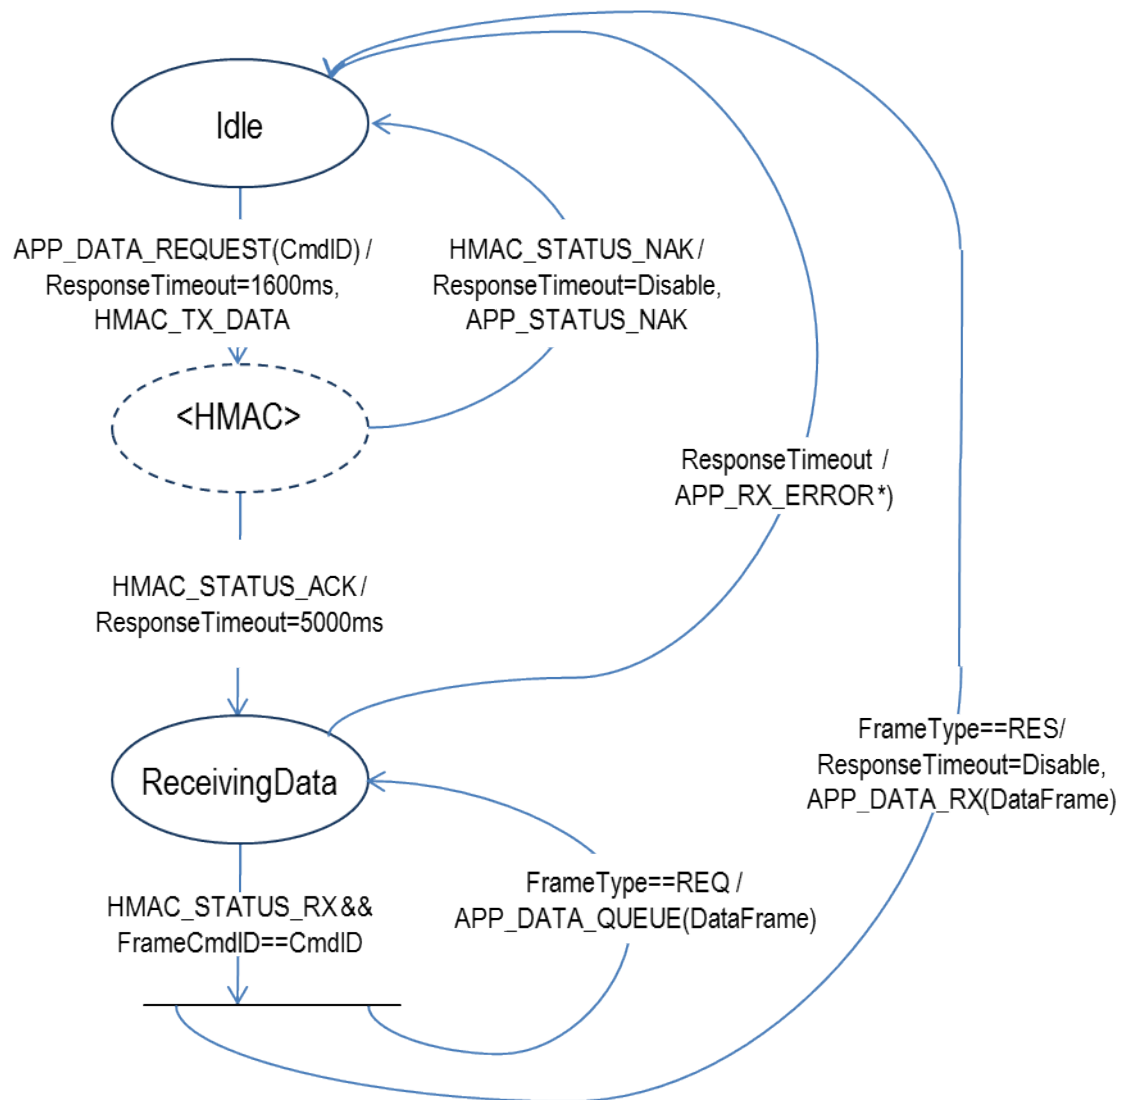 Idle
APP_DATA_REQUEST(CmdID) /
ResponseTimeout=1600ms,
HMAC_TX_DATA
HMAC_STATUS_NAK /
ResponseTimeout=Disable,
APP_STATUS_NAK
<HMAC>
ResponseTimeout /
APP_RX_ERROR *)
HMAC_STATUS_ACK /
ResponseTimeout=5000ms
ReceivingData
FrameType==RES/
ResponseTimeout=Disable,
APP_DATA_RX(DataFrame)
FrameType==REQ /
APP_DATA_QUEUE(DataFrame)
HMAC_STATUS_RX &&
FrameCmdID==CmdID